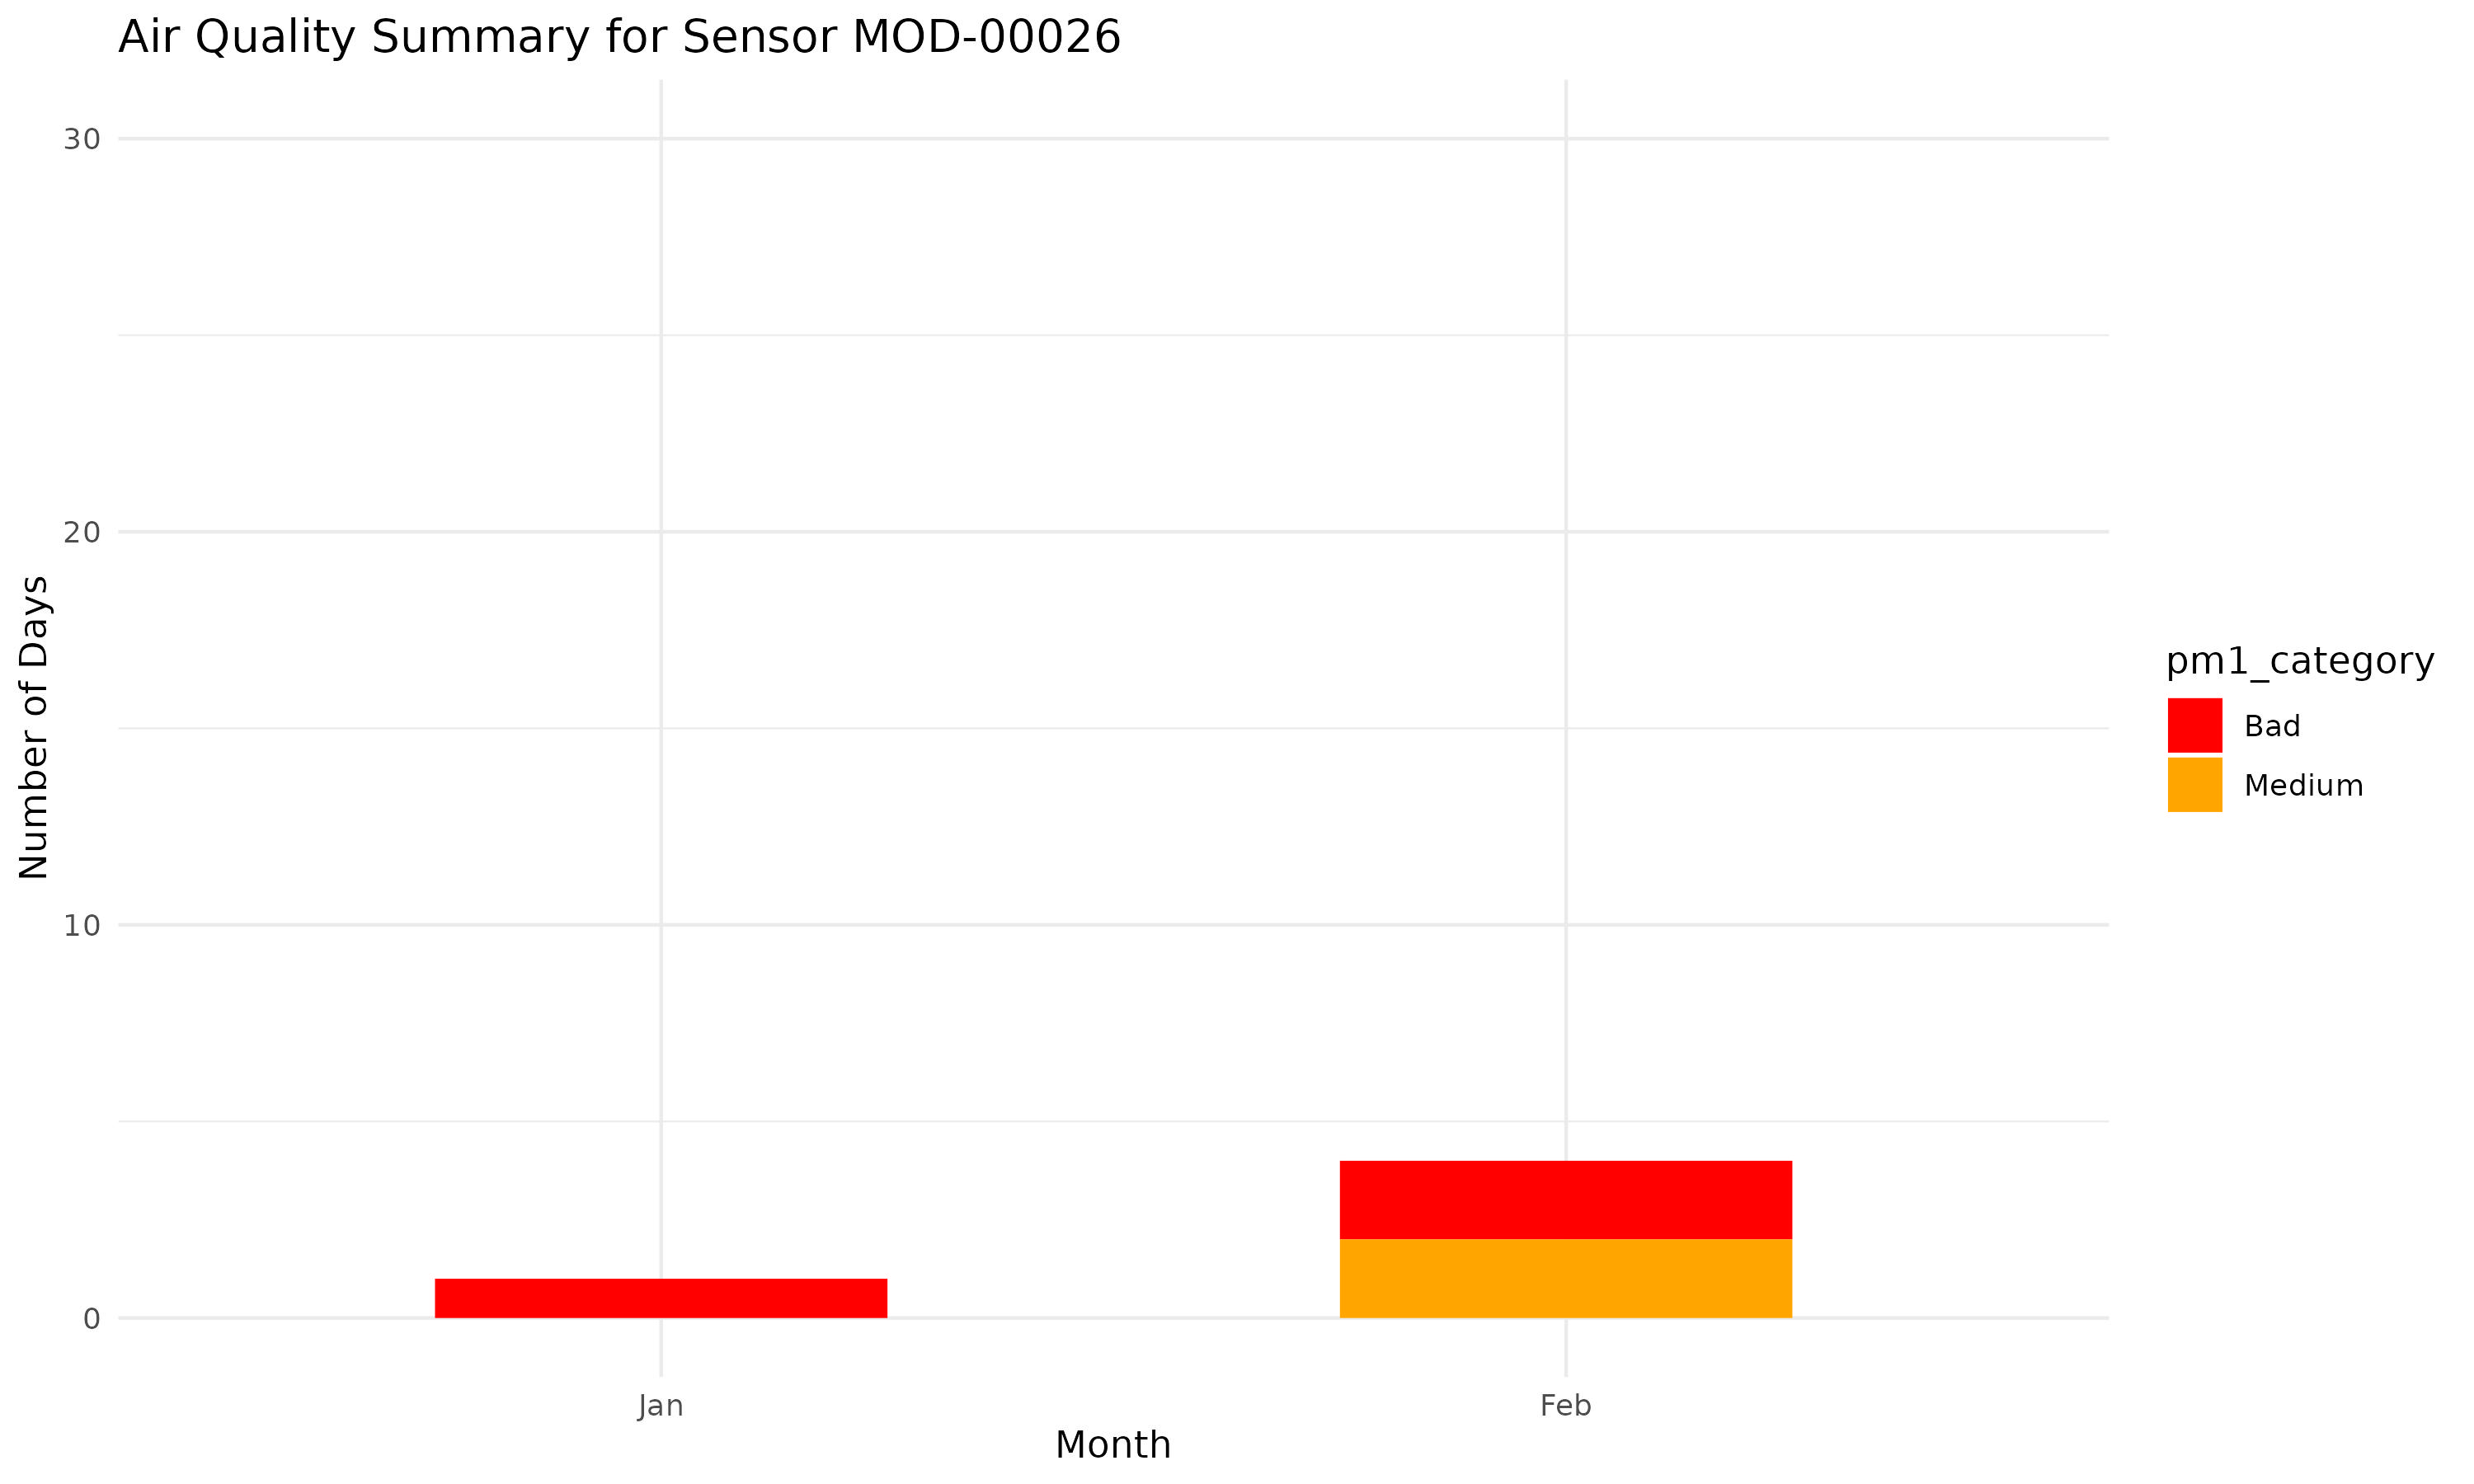 Air Quality Summary for Sensor MOD-00026
30
20
10
0
Number of Days
Jan
Feb
Month
pm1_category
Bad
Medium